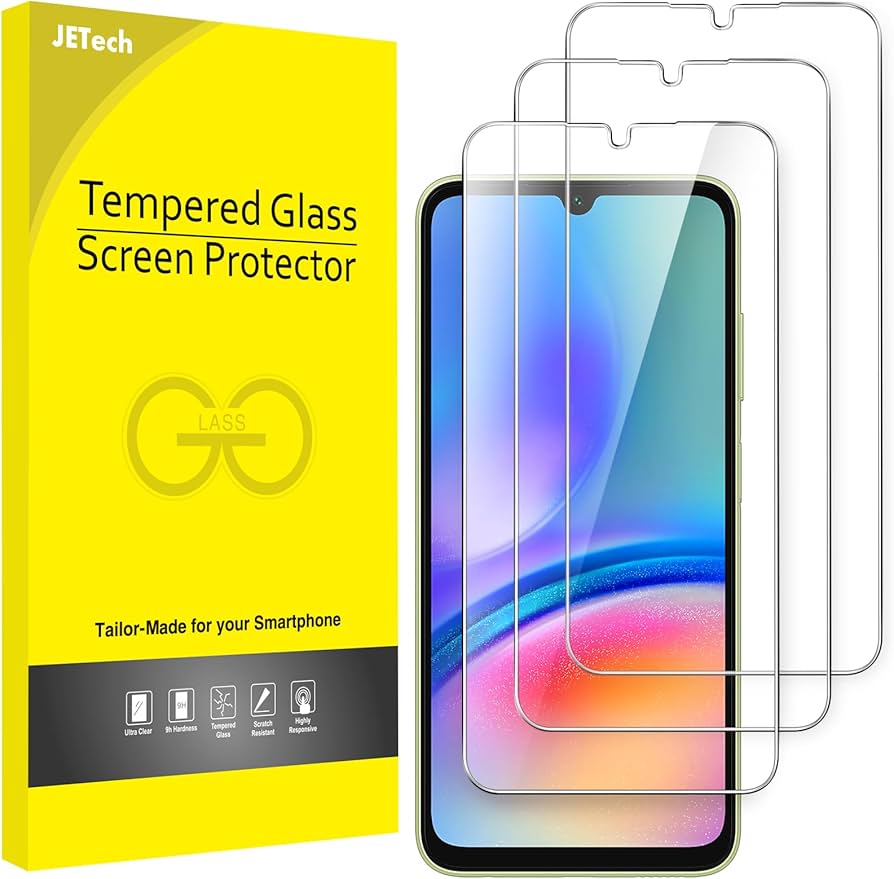 JETech
Tempered Glass
Screen Protector
LASS
Tailor-Made for your Smartphone
9H
Ultra Clear
9h Hardness
Tempered
Glass
Scratch
Resistant
Highly
Responsive